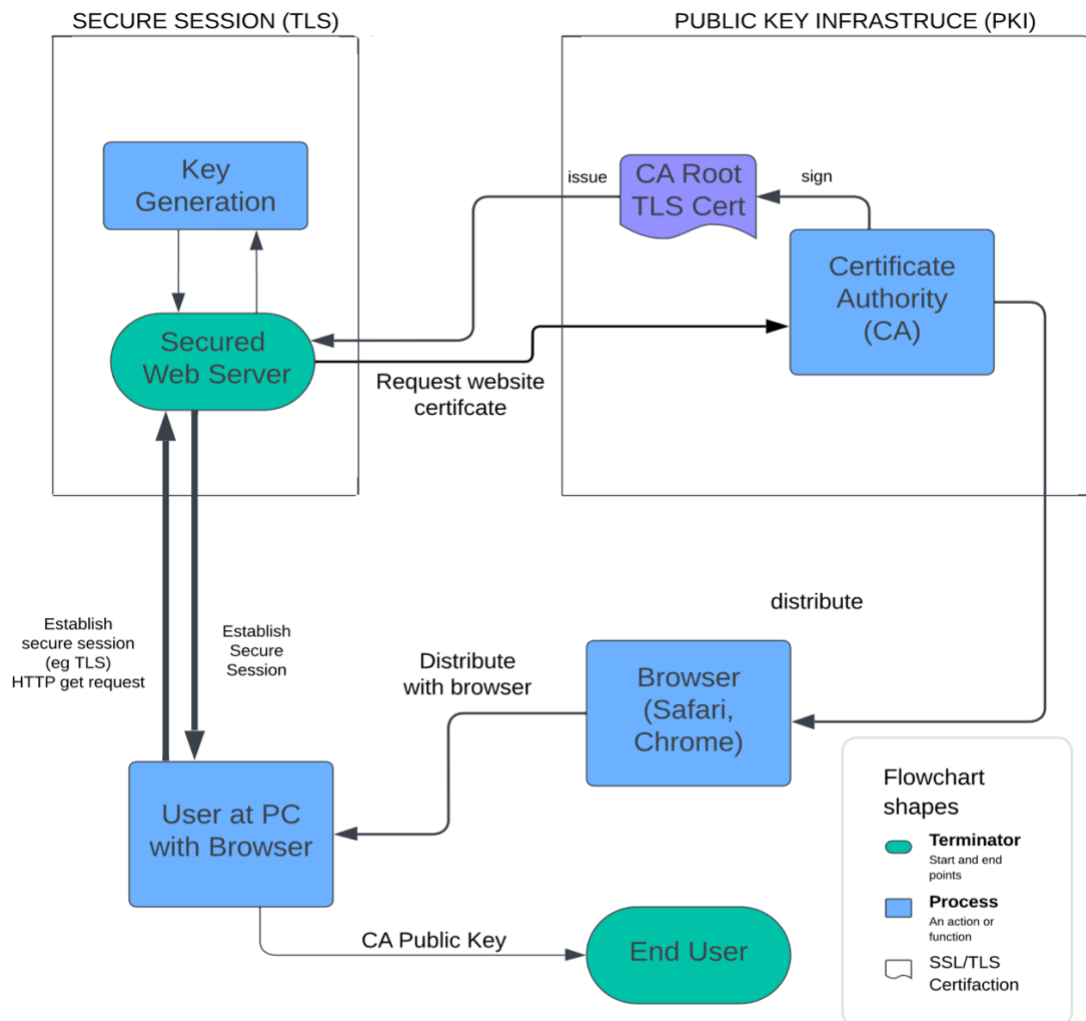 SECURE SESSION (TLS)
PUBLIC KEY INFRASTRUCE (PKI)
Key
Generation
issue
CA Root
TLS Cert
sign
Certificate
Authority
(CA)
Secured
Web Server
Request website
certifcate
Establish
secure session
(eg TLS)
HTTP get request
Establish
Secure
Session
distribute
Distribute
with browser
Browser
(Safari,
Chrome)
User at PC
with Browser
CA Public Key
End User
Flowchart
shapes
Terminator
Start and end
points
Process
An action or
function
SSL/TLS
Certifaction